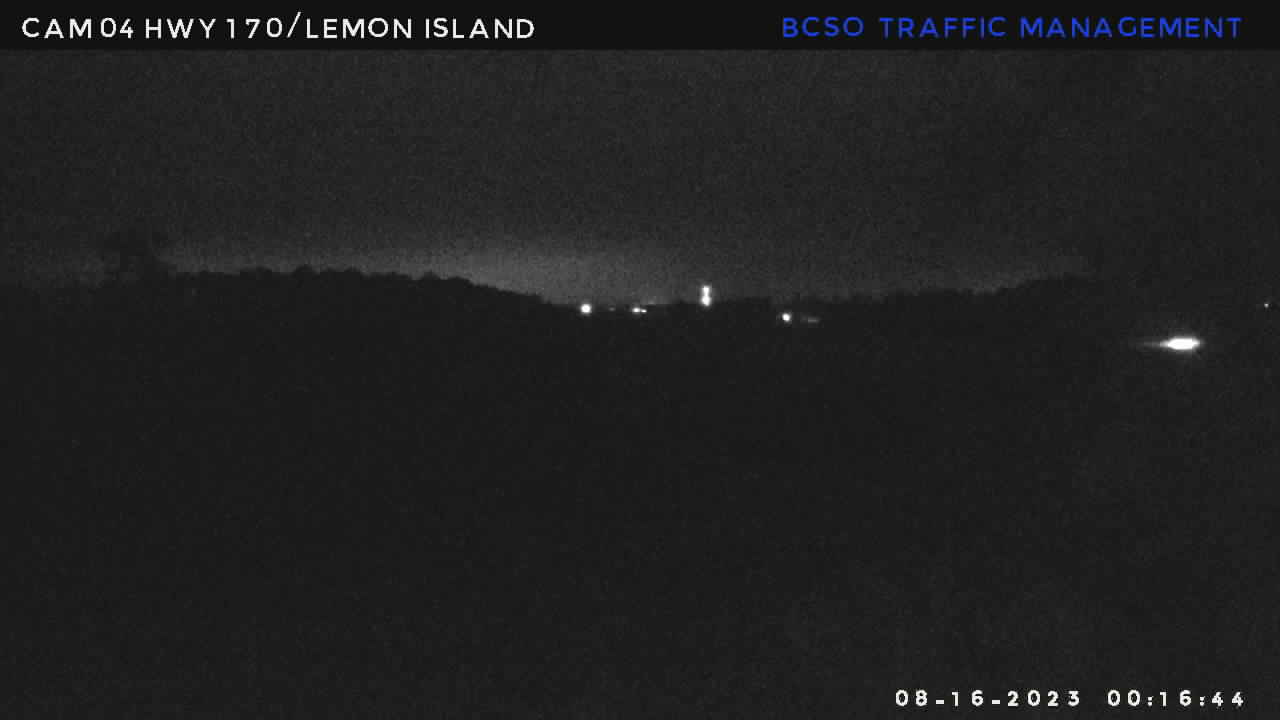 CAM 04 HWY 170/LEMON ISLAND
BCSO TRAFFIC MANAGEMENT
08-16-2023 00:16:44